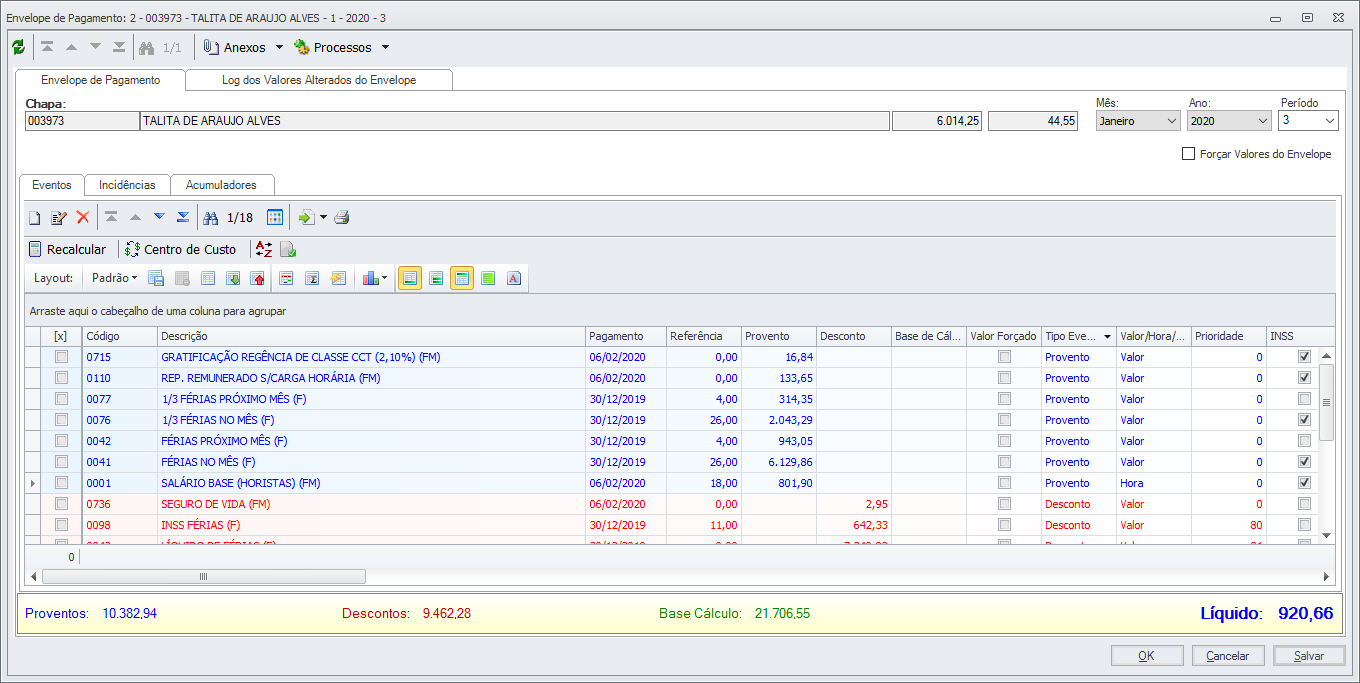 Envelope de Pagamento: 2 - 003973 - TALITA DE ARAUJO ALVES - 1 - 2020 - 3
1/1 Anexos Processos
Envelope de Pagamento Log dos Valores Alterados do Envelope
Chapa: Mês: Ano: Período
003973 TALITA DE ARAUJO ALVES 6.014,25 44,55 Janeiro 2020 3
Forçar Valores do Envelope
Eventos Incidências Acumuladores
1/18
Recalcular Centro de Custo
Layout: Padrão
Arraste aqui o cabeçalho de uma coluna para agrupar
[x] Código Descrição Pagamento Referência Provento Desconto Base de Cál... Valor Forçado Tipo Eve... Valor/Hora/... Prioridade INSS
0715 GRATIFICAÇÃO REGÊNCIA DE CLASSE CCT (2,10%) (FM) 06/02/2020 0,00 16,84 Provento Valor 0
0110 REP. REMUNERADO S/CARGA HORÁRIA (FM) 06/02/2020 0,00 133,65 Provento Valor 0
0077 1/3 FÉRIAS PRÓXIMO MÊS (F) 30/12/2019 4,00 314,35 Provento Valor 0
0076 1/3 FÉRIAS NO MÊS (F) 30/12/2019 26,00 2.043,29 Provento Valor 0
0042 FÉRIAS PRÓXIMO MÊS (F) 30/12/2019 4,00 943,05 Provento Valor 0
0041 FÉRIAS NO MÊS (F) 30/12/2019 26,00 6.129,86 Provento Valor 0
0001 SALÁRIO BASE (HORISTAS) (FM) 06/02/2020 18,00 801,90 Provento Hora 0
0736 SEGURO DE VIDA (FM) 06/02/2020 0,00 2,95 Desconto Valor 0
0098 INSS FÉRIAS (F) 30/12/2019 11,00 642,33 Desconto Valor 80
LÍQUIDO DE FÉRIAS (F) 30/12/2019 0,00 Desconto Valor
0
Proventos: 10.382,94 Descontos: 9.462,28 Base Cálculo: 21.706,55 Líquido: 920,66
OK Cancelar Salvar